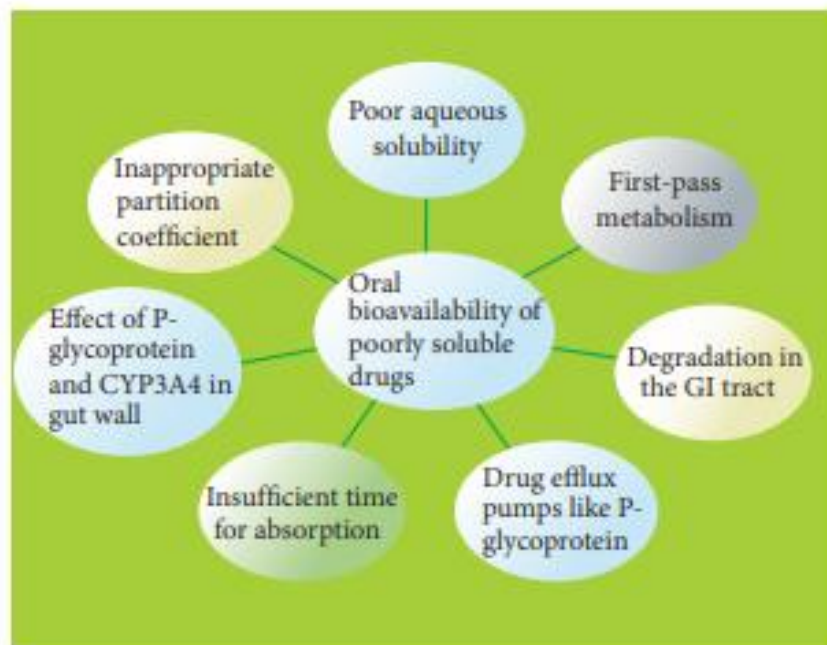 Poor aqueous
solubility
Inappropriate
partition
coefficient
First-pass
metabolism
Oral
bioavailability of
poorly soluble
drugs
Effect of P-
glycoprotein
and CYP3A4 in
gut wall
Degradation in
the GI tract
Insufficient time
for absorption
Drug efflux
pumps like P-
glycoprotein